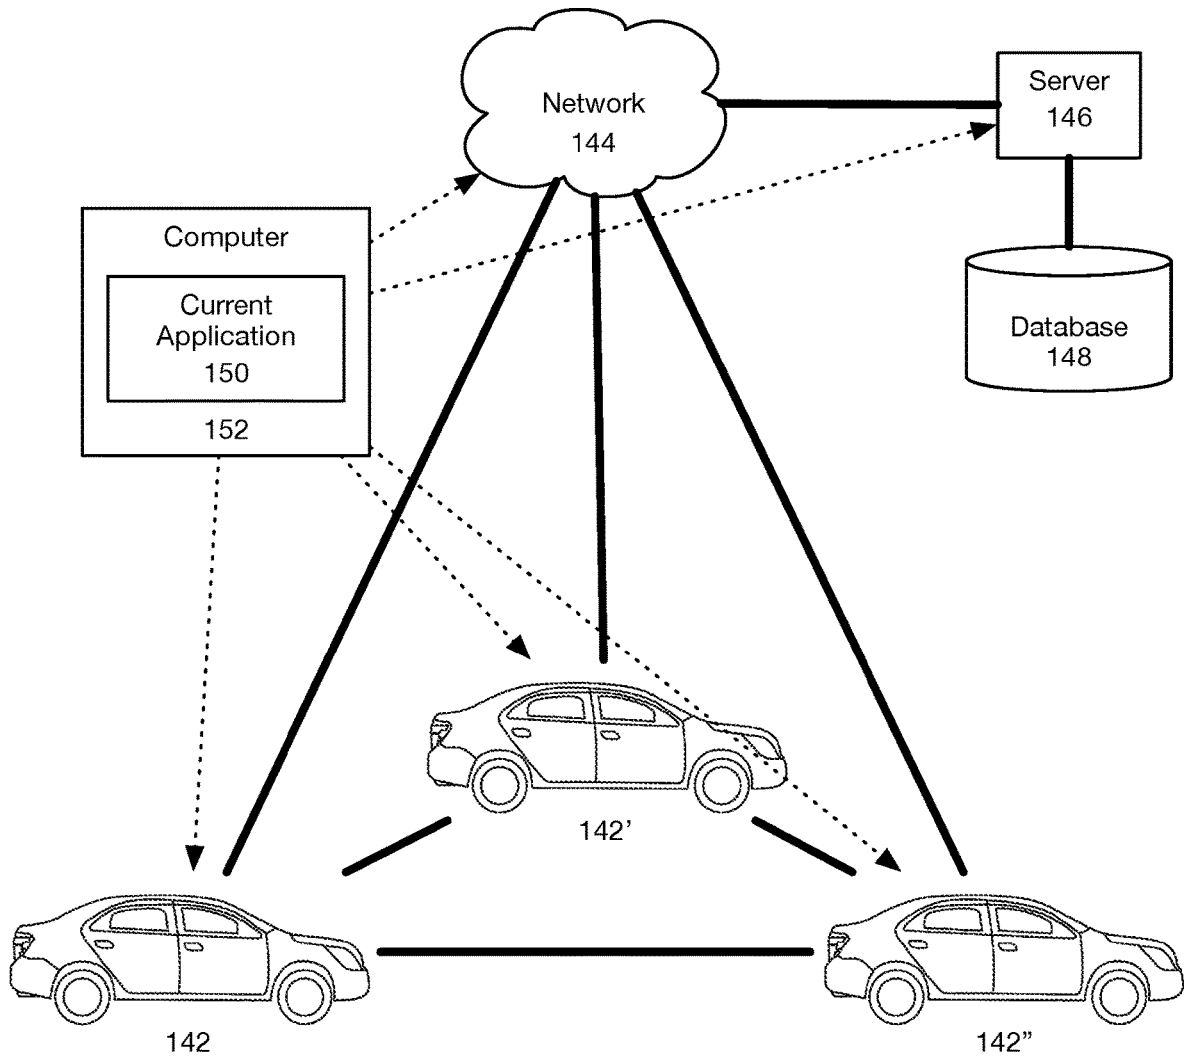 Network
144
Server
146
Computer
Current
Application
150
152
Database
148
142’
142
142”